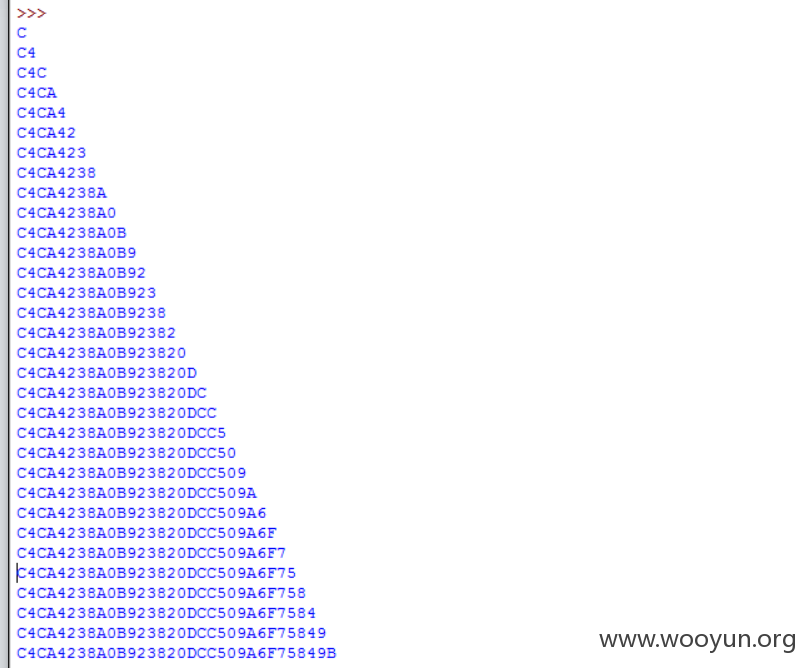 >>>
C
C4
C4C
C4CA
C4CA4
C4CA42
C4CA423
C4CA4238
C4CA4238A
C4CA4238A0
C4CA4238A0B
C4CA4238A0B9
C4CA4238A0B92
C4CA4238A0B923
C4CA4238A0B9238
C4CA4238A0B92382
C4CA4238A0B923820
C4CA4238A0B923820D
C4CA4238A0B923820DC
C4CA4238A0B923820DCC
C4CA4238A0B923820DCC5
C4CA4238A0B923820DCC50
C4CA4238A0B923820DCC509
C4CA4238A0B923820DCC509A
C4CA4238A0B923820DCC509A6
C4CA4238A0B923820DCC509A6F
C4CA4238A0B923820DCC509A6F7
C4CA4238A0B923820DCC509A6F75
C4CA4238A0B923820DCC509A6F758
C4CA4238A0B923820DCC509A6F7584
C4CA4238A0B923820DCC509A6F75849
C4CA4238A0B923820DCC509A6F75849B
www.wooyun.org